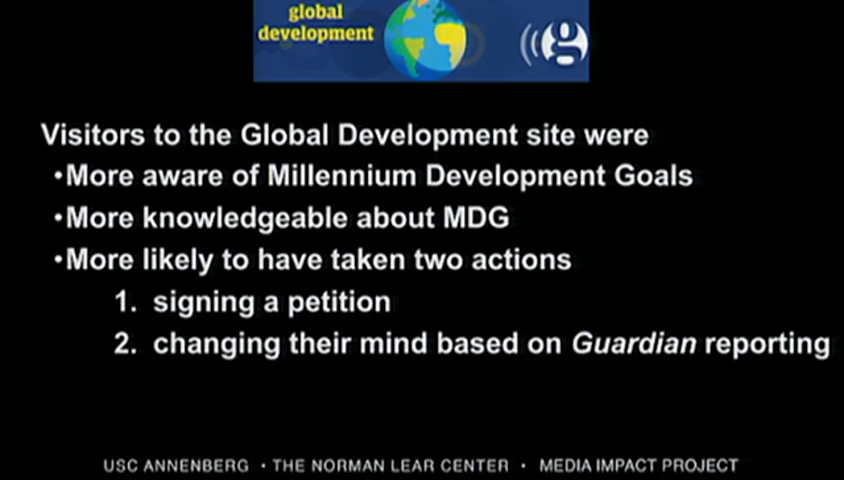 global
development
g
Visitors to the Global Development site were
•More aware of Millennium Development Goals
•More knowledgeable about MDG
•More likely to have taken two actions
1. signing a petition
2. changing their mind based on Guardian reporting
USC ANNENBERG • THE NORMAN LEAR CENTER • MEDIA IMPACT PROJECT